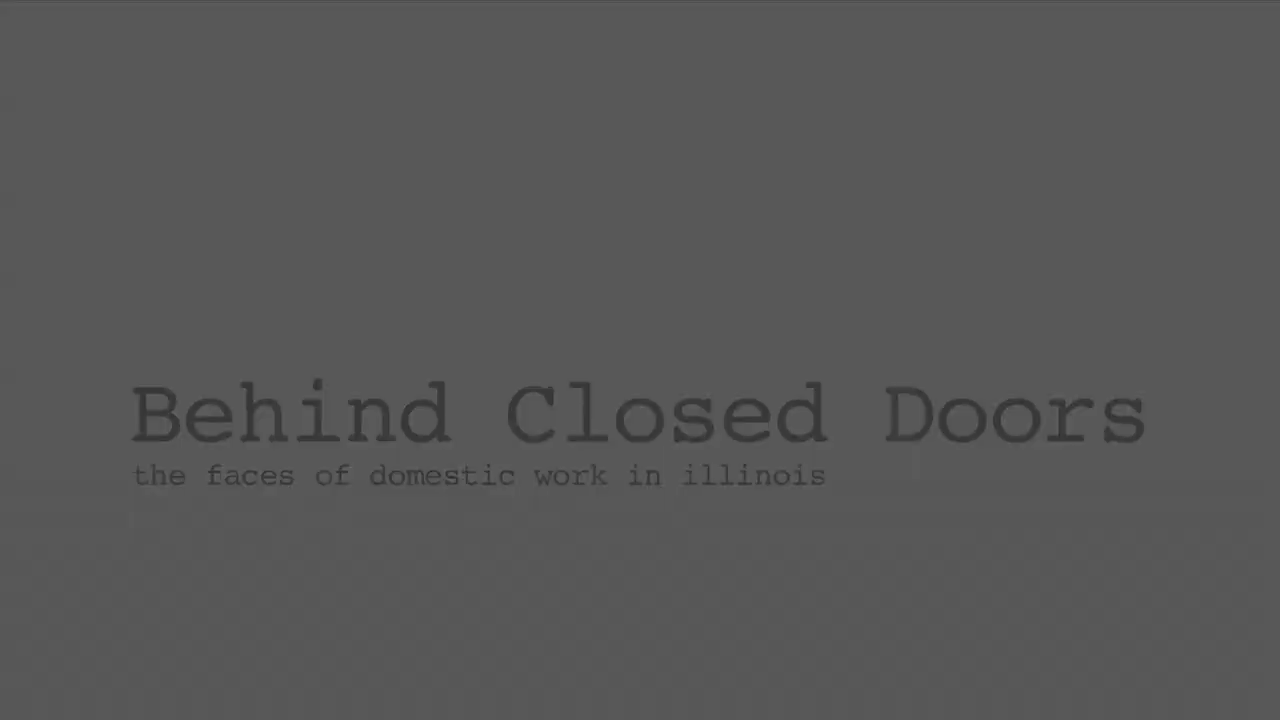 Behind Closed Doors
the faces of domestic work in illinois